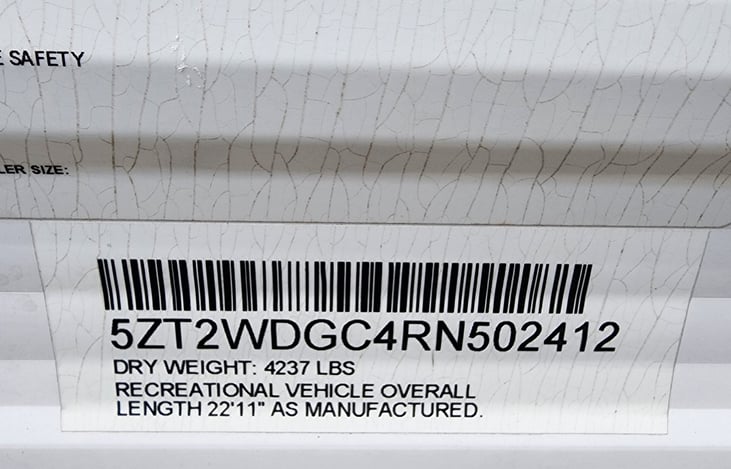 E SAFETY
LER SIZE:
5ZT2WDGC4RN502412
DRY WEIGHT: 4237 LBS
RECREATIONAL VEHICLE OVERALL
LENGTH 22'11" AS MANUFACTURED.